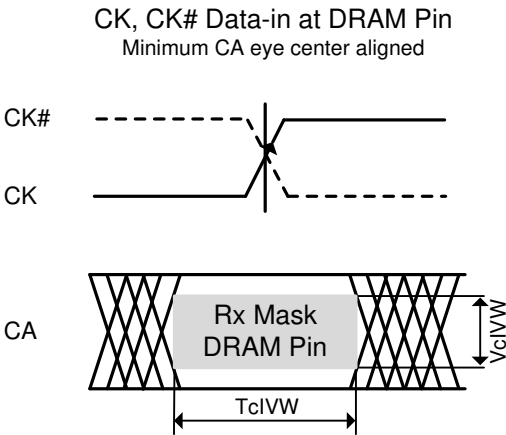 CK, CK# Data-in at DRAM Pin
Minimum CA eye center aligned
CK#
CK
CA
Rx Mask
DRAM Pin
VcIVW
TcIVW